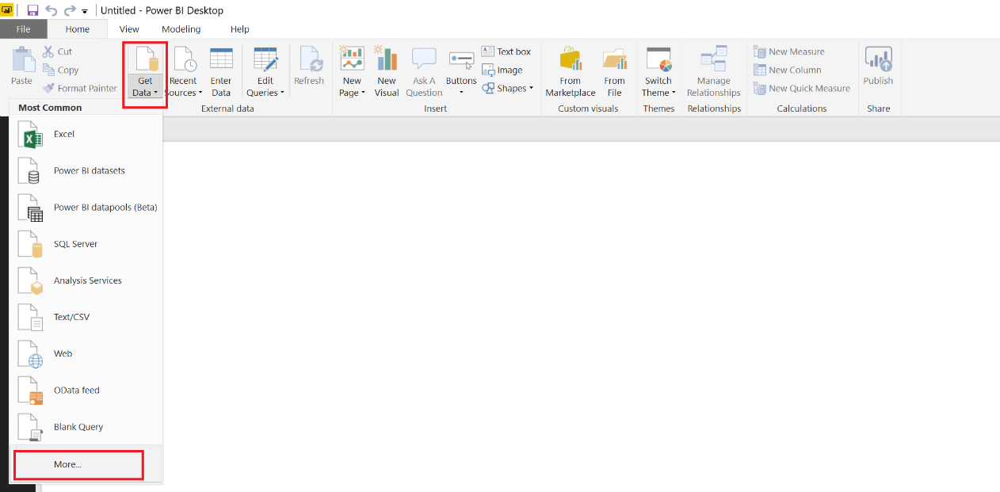 Untitled - Power BI Desktop
File Home View Modeling Help
Paste
Cut
Copy
Format Painter
Get Data
Recent Sources
Enter Data
Edit Queries
Refresh
External data
New Page
New Visual
Ask A Question
Buttons
Text box
Image
Shapes
Insert
From Marketplace
From File
Custom visuals
Switch Theme
Themes
Manage Relationships
Relationships
New Measure
New Column
New Quick Measure
Calculations
Publish
Share
Most Common
Excel
Power BI datasets
Power BI datapools (Beta)
SQL Server
Analysis Services
Text/CSV
Web
OData feed
Blank Query
More...